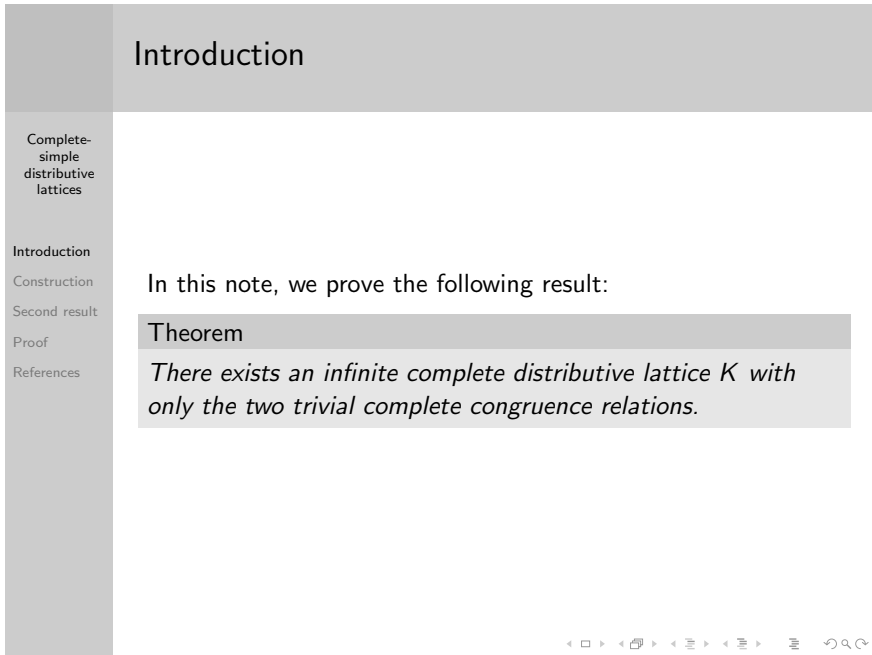 Introduction
Complete-
simple
distributive
lattices
Introduction
Construction
Second result
Proof
References
In this note, we prove the following result:
Theorem
There exists an infinite complete distributive lattice K with
only the two trivial complete congruence relations.